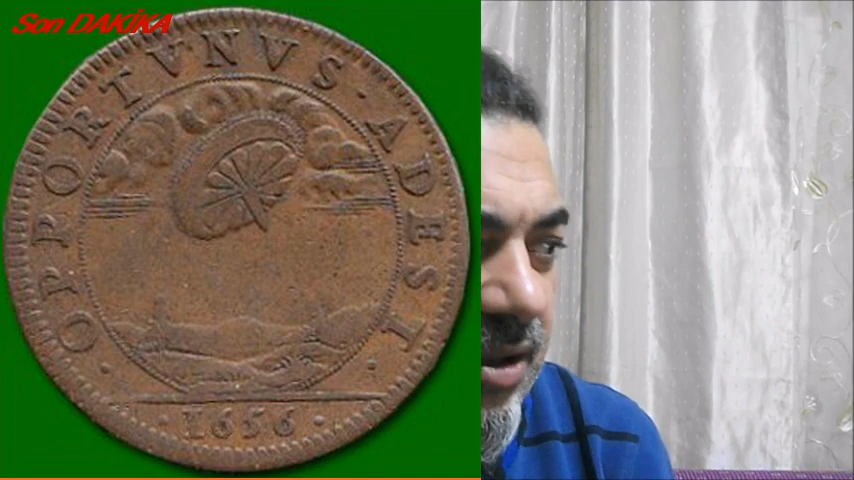 Son DAKİKA
OPPORTVNVS · ADEST ·
· 1656 ·